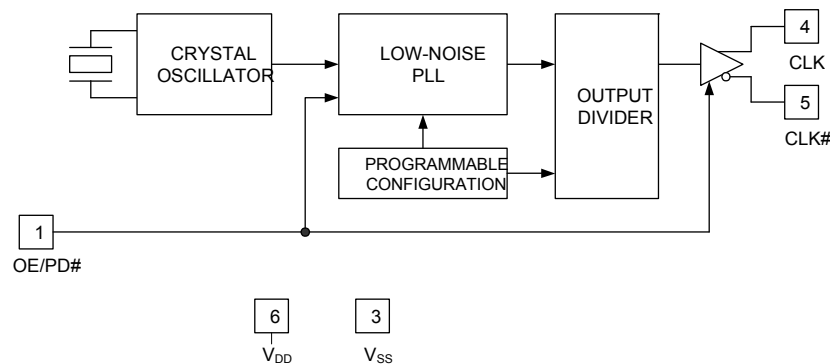 CRYSTAL
OSCILLATOR
LOW-NOISE
PLL
OUTPUT
DIVIDER
PROGRAMMABLE
CONFIGURATION
4
CLK
5
CLK#
1
OE/PD#
6
VDD
3
VSS